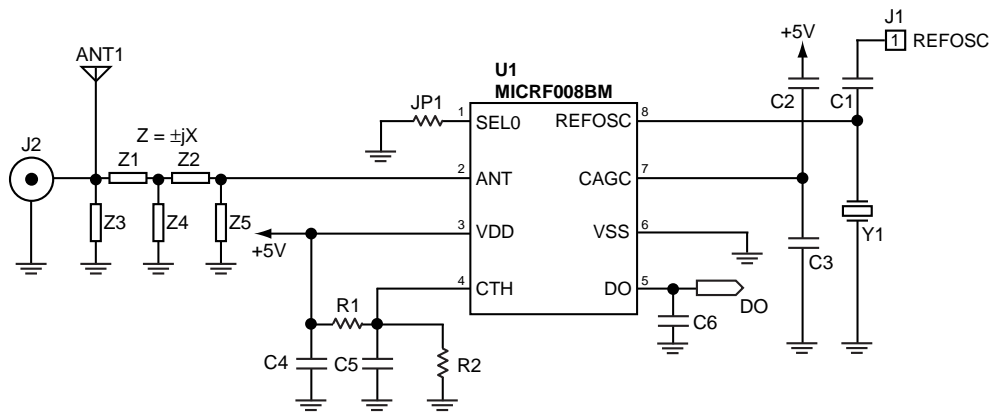 J1
+5V
1 REFOSC
ANT1
U1
MICRF008BM
C2 C1
JP1
1 SEL0 REFOSC 8
J2
Z = ±jX
Z1 Z2
2 ANT CAGC 7
Z3 Z4 Z5
3 VDD VSS 6
Y1
+5V
C3
4 CTH DO 5
R1
DO
C6
C4 C5 R2